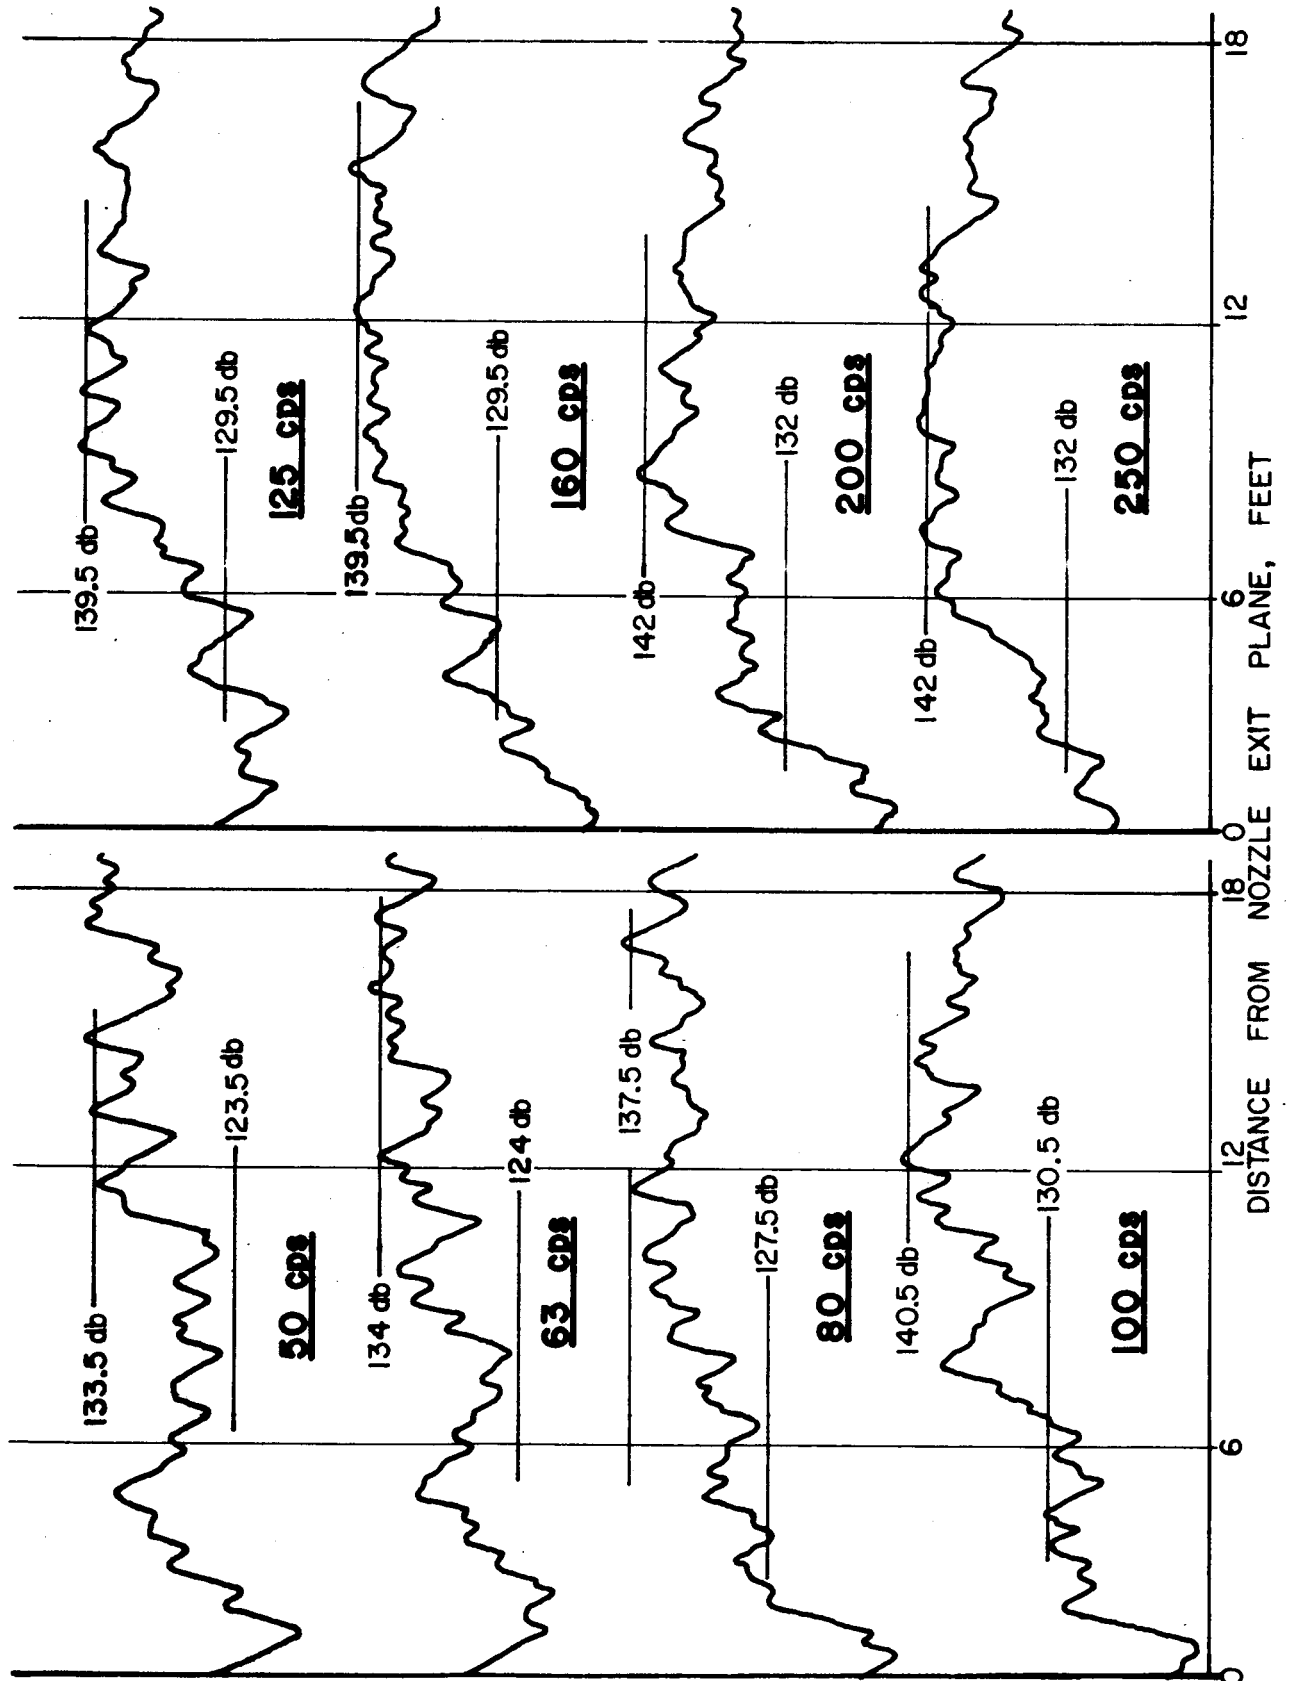 133.5 db
123.5 db
50 cps
134 db
124 db
63 cps
137.5 db
127.5 db
80 cps
140.5 db
130.5 db
100 cps
0 6 12 18
139.5 db
129.5 db
125 cps
139.5 db
129.5 db
160 cps
142 db
132 db
200 cps
142 db
132 db
250 cps
0 6 12 18
DISTANCE FROM NOZZLE EXIT PLANE, FEET